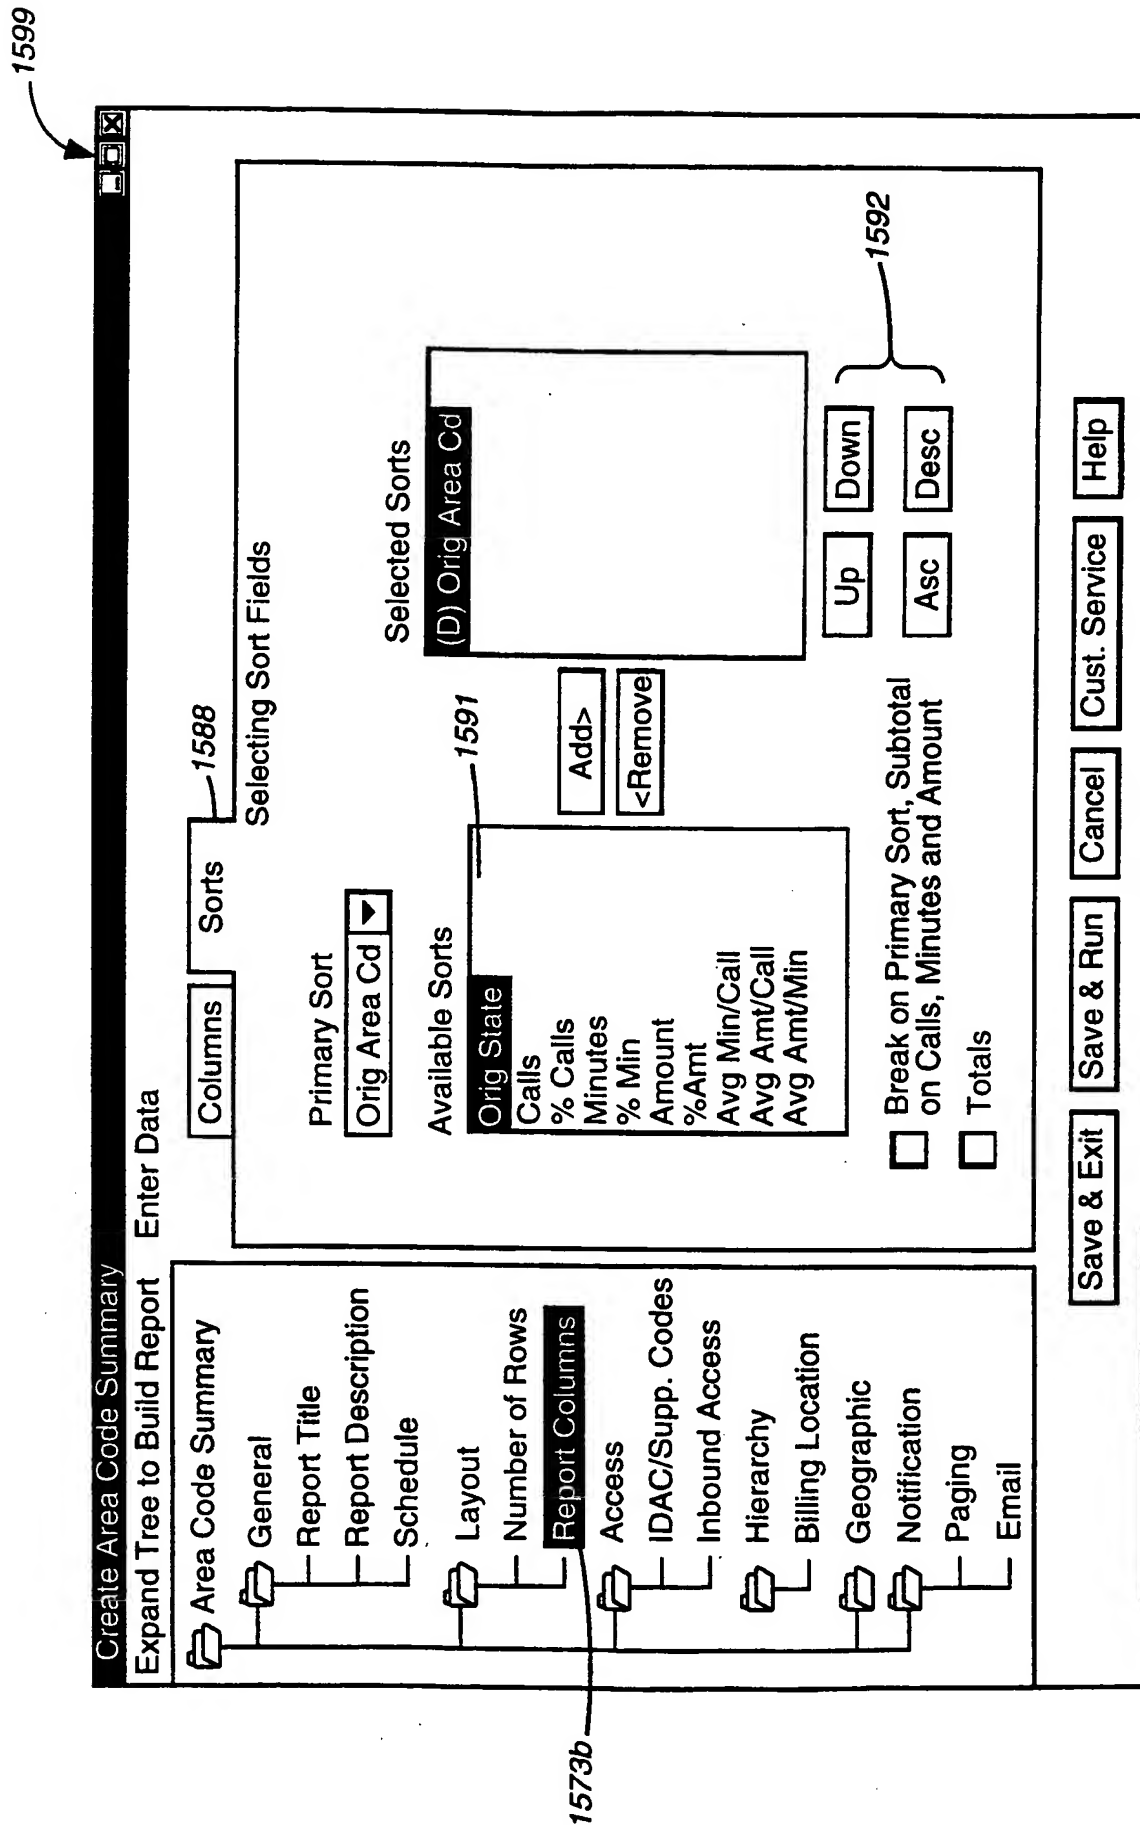 1599
Create Area Code Summary
Expand Tree to Build Report
Enter Data
Area Code Summary
General
Report Title
Report Description
Schedule
Layout
Number of Rows
Report Columns
Access
IDAC/Supp. Codes
Inbound Access
Hierarchy
Billing Location
Geographic
Notification
Paging
Email
1573b
Columns
Sorts
1588
Selecting Sort Fields
Primary Sort
Orig Area Cd
Available Sorts
Orig State
Calls
% Calls
Minutes
% Min
Amount
%Amt
Avg Min/Call
Avg Amt/Call
Avg Amt/Min
1591
Add>
<Remove
Selected Sorts
(D) Orig Area Cd
Up
Down
Asc
Desc
1592
Break on Primary Sort, Subtotal
on Calls, Minutes and Amount
Totals
Save & Exit
Save & Run
Cancel
Cust. Service
Help